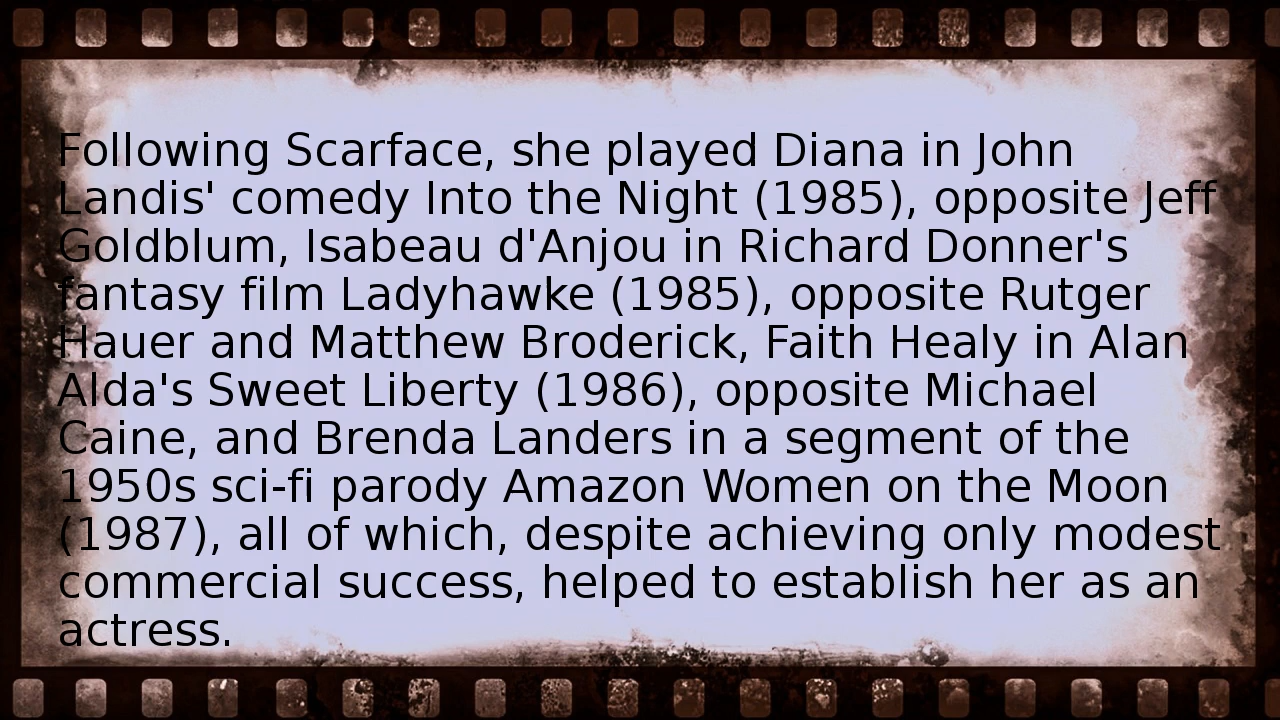 Following Scarface, she played Diana in John
Landis' comedy Into the Night (1985), opposite Jeff
Goldblum, Isabeau d'Anjou in Richard Donner's
fantasy film Ladyhawke (1985), opposite Rutger
Hauer and Matthew Broderick, Faith Healy in Alan
Alda's Sweet Liberty (1986), opposite Michael
Caine, and Brenda Landers in a segment of the
1950s sci-fi parody Amazon Women on the Moon
(1987), all of which, despite achieving only modest
commercial success, helped to establish her as an
actress.